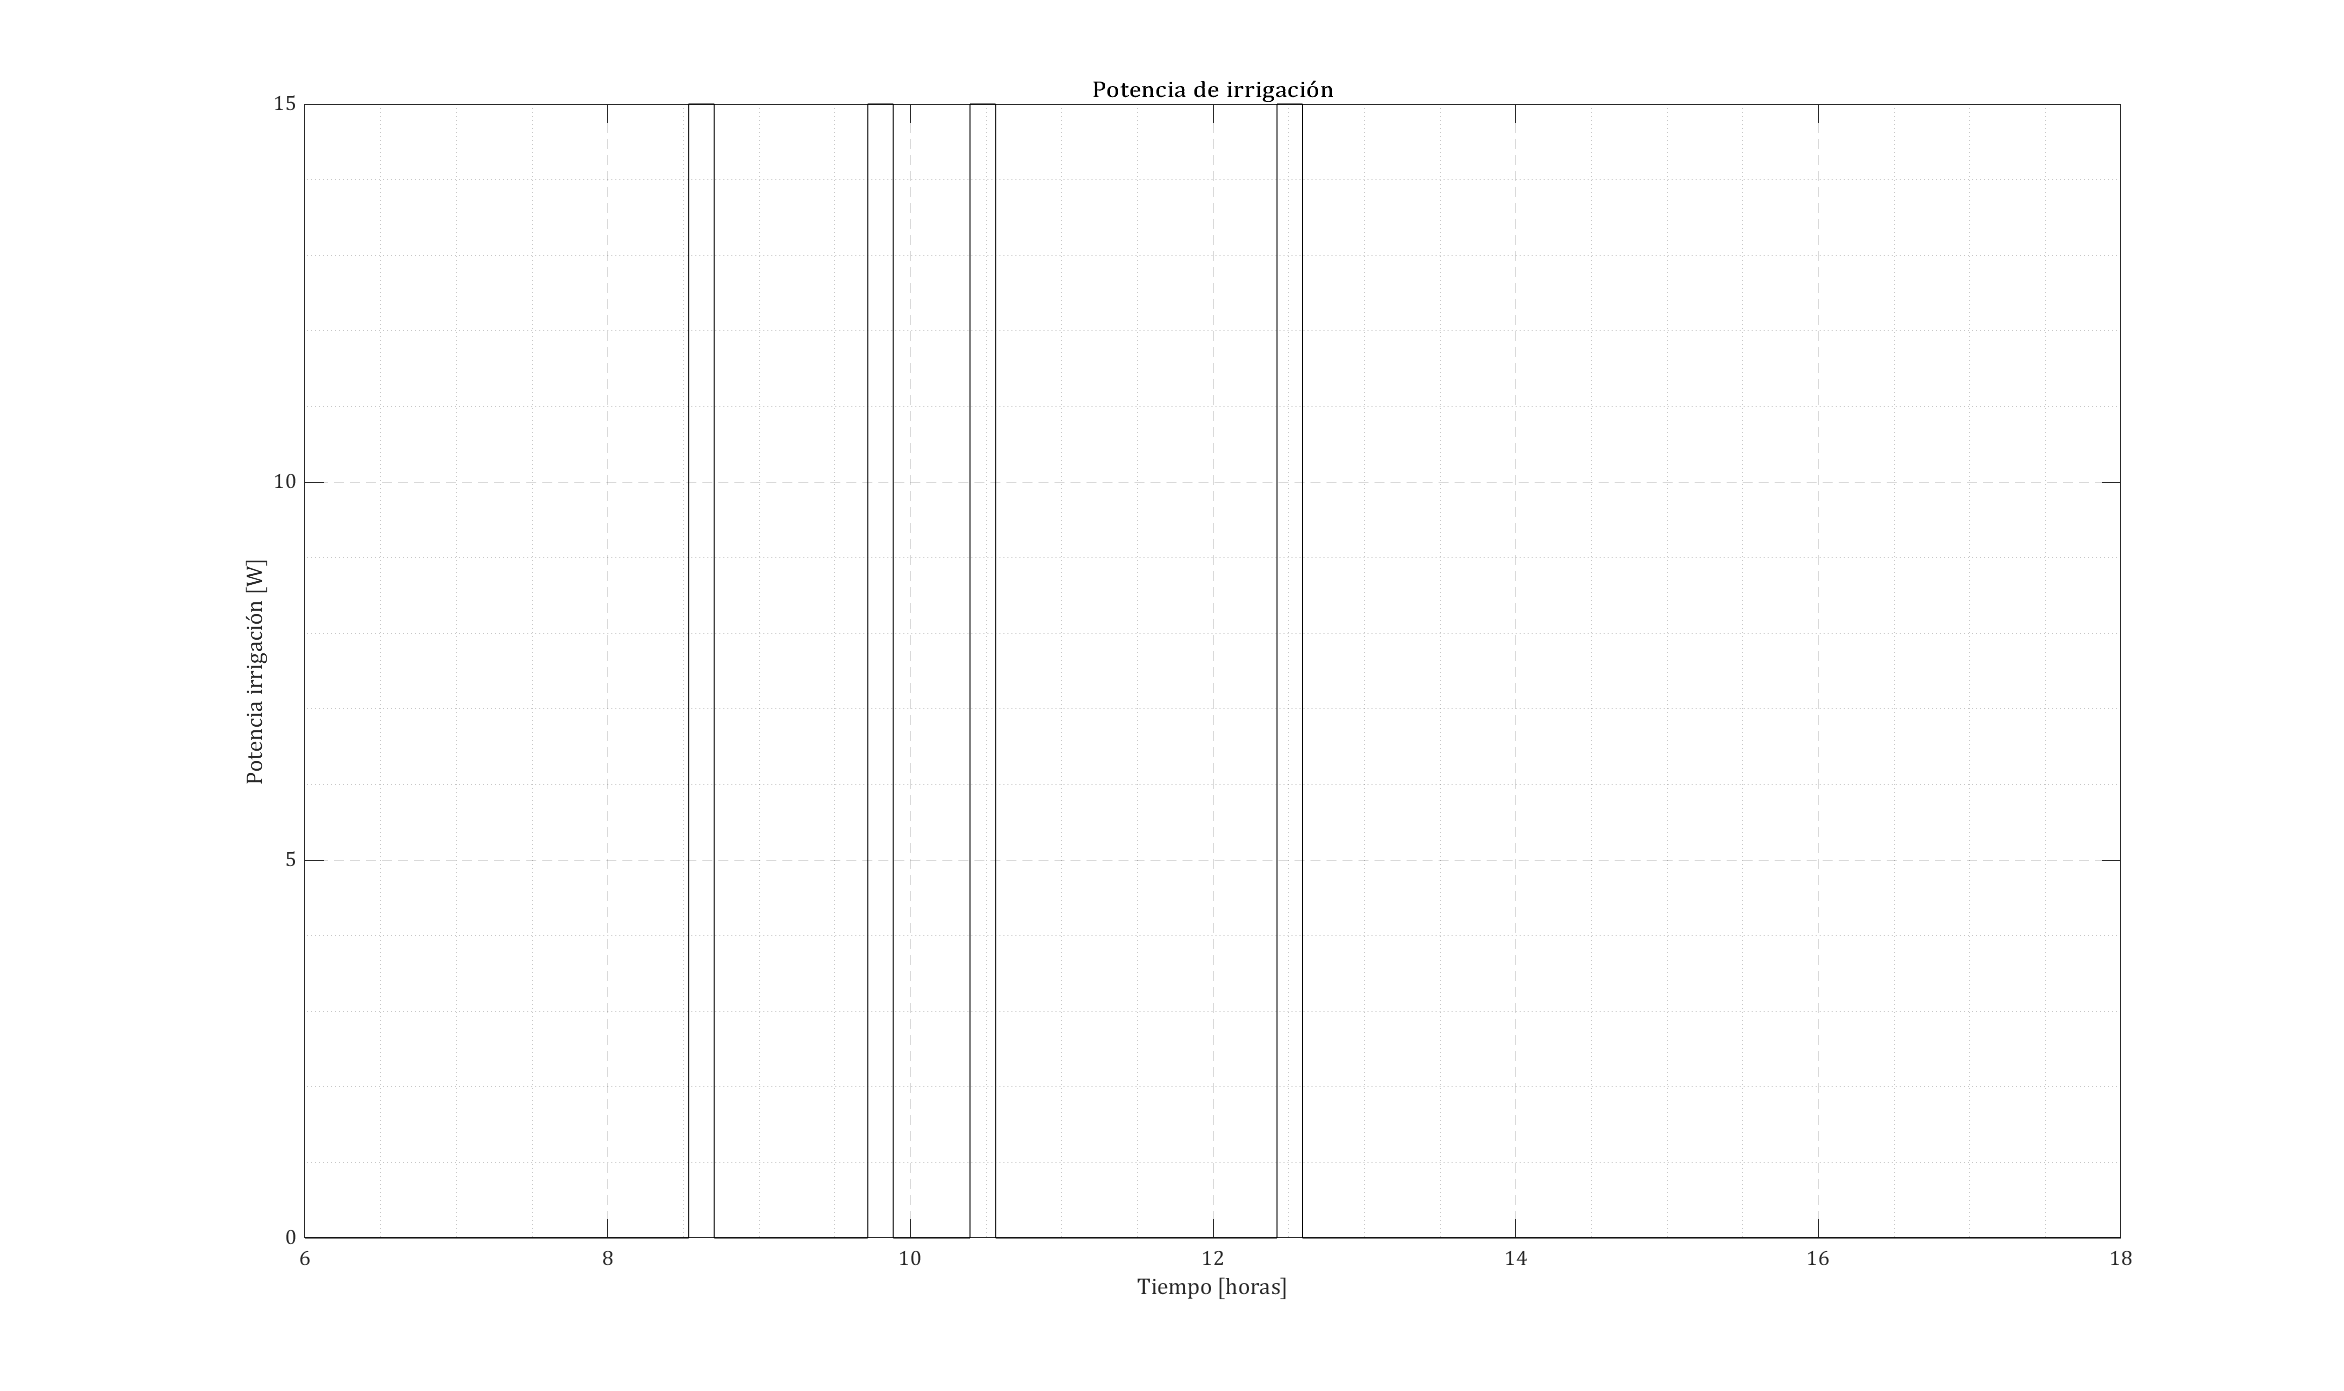 Potencia de irrigación
15
10
5
0
Potencia irrigación [W]
6 8 10 12 14 16 18
Tiempo [horas]